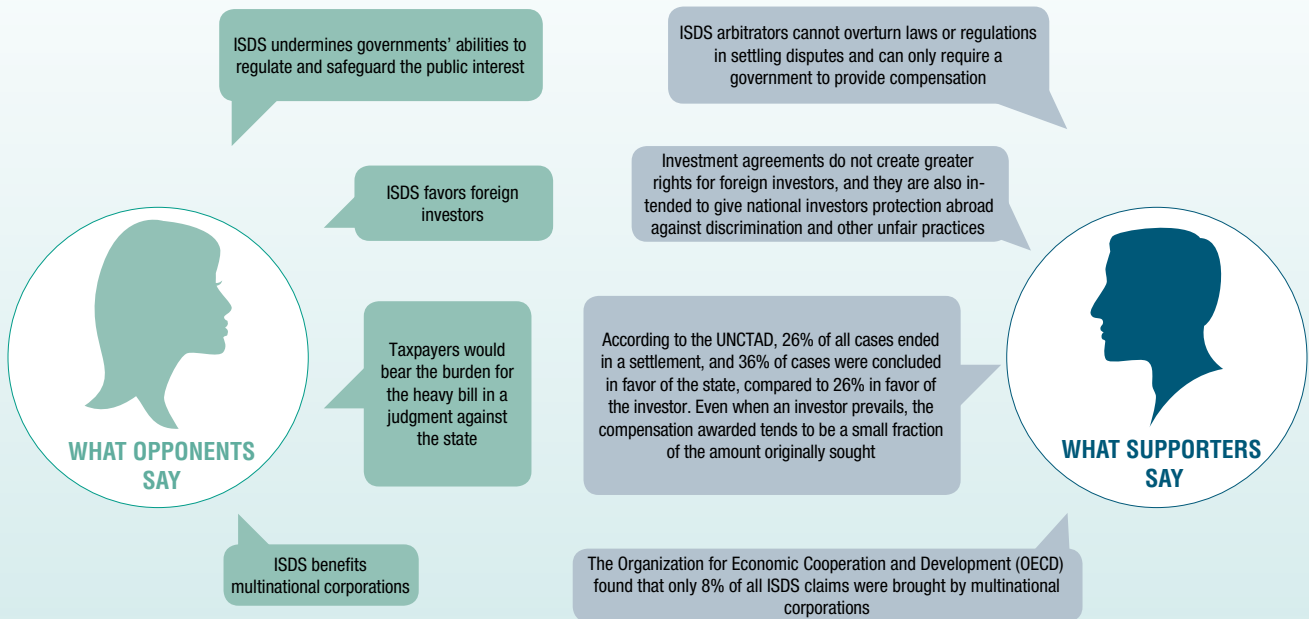 ISDS undermines governments’ abilities to
regulate and safeguard the public interest
ISDS arbitrators cannot overturn laws or regulations
in settling disputes and can only require a
government to provide compensation
ISDS favors foreign
investors
Investment agreements do not create greater
rights for foreign investors, and they are also in-
tended to give national investors protection abroad
against discrimination and other unfair practices
Taxpayers would
bear the burden for
the heavy bill in a
judgment against
the state
According to the UNCTAD, 26% of all cases ended
in a settlement, and 36% of cases were concluded
in favor of the state, compared to 26% in favor of
the investor. Even when an investor prevails, the
compensation awarded tends to be a small fraction
of the amount originally sought
WHAT OPPONENTS
SAY
WHAT SUPPORTERS
SAY
ISDS benefits
multinational corporations
The Organization for Economic Cooperation and Development (OECD)
found that only 8% of all ISDS claims were brought by multinational
corporations